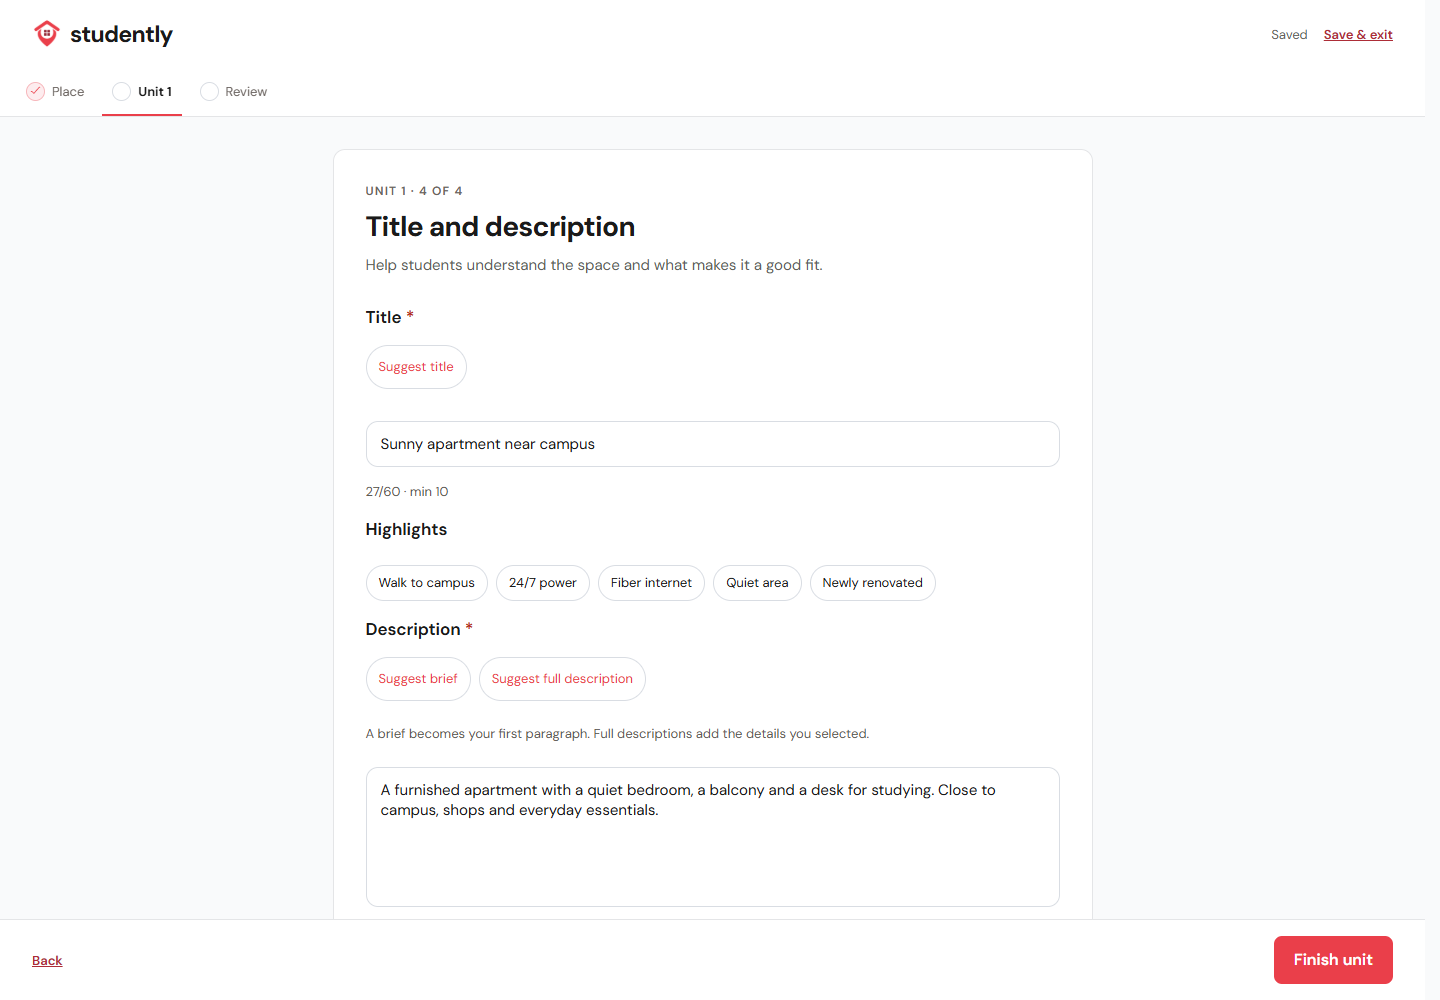 studently
Saved
Save & exit
Place
Unit 1
Review
UNIT 1 · 4 OF 4
Title and description
Help students understand the space and what makes it a good fit.
Title *
Suggest title
Sunny apartment near campus
27/60 · min 10
Highlights
Walk to campus
24/7 power
Fiber internet
Quiet area
Newly renovated
Description *
Suggest brief
Suggest full description
A brief becomes your first paragraph. Full descriptions add the details you selected.
A furnished apartment with a quiet bedroom, a balcony and a desk for studying. Close to
campus, shops and everyday essentials.
Back
Finish unit